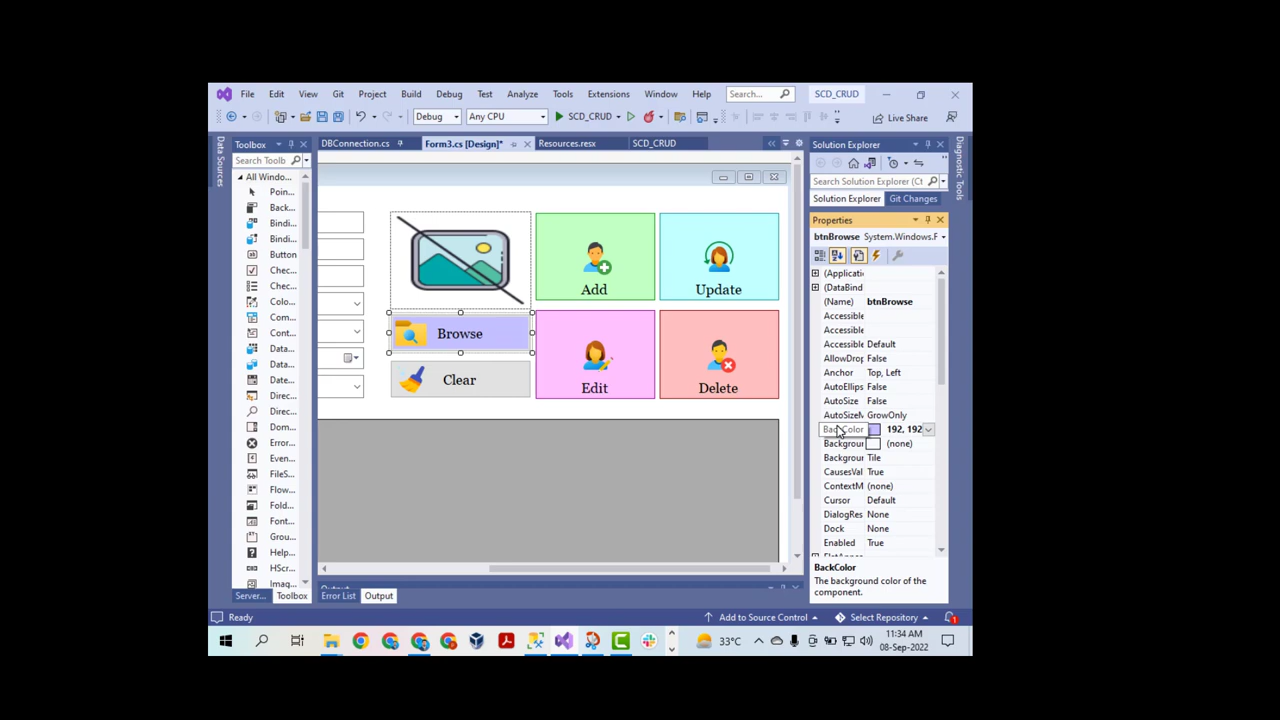 File Edit View Git Project Build Debug Test Analyze Tools Extensions Window Help Search... SCD_CRUD
Debug Any CPU SCD_CRUD Live Share
Data Sources
Toolbox
Search Toolb
All Windo...
Poin...
Back...
Bindi...
Bindi...
Button
Chec...
Chec...
Colo...
Com...
Cont...
Data...
Data...
Date...
Direc...
Direc...
Dom...
Error...
Even...
FileS...
Flow...
Fold...
Font...
Grou...
Help...
HScr...
Imag...
Server... Toolbox
DBConnection.cs Form3.cs [Design]* Resources.resx SCD_CRUD
Add Update
Browse
Clear Edit Delete
Output
Error List Output
Solution Explorer
Search Solution Explorer (Ct
Solution Explorer Git Changes
Properties
btnBrowse System.Windows.F
(Applicati
(DataBind
(Name) btnBrowse
Accessible
Accessible
Accessible Default
AllowDrop False
Anchor Top, Left
AutoEllips False
AutoSize False
AutoSizeM GrowOnly
BackColor 192, 192
Backgrour (none)
Backgrour Tile
CausesVal True
ContextM (none)
Cursor Default
DialogRes None
Dock None
Enabled True
FlatAppea
BackColor
The background color of the
component.
Diagnostic Tools
Ready Add to Source Control Select Repository 1
33°C 11:34 AM
08-Sep-2022